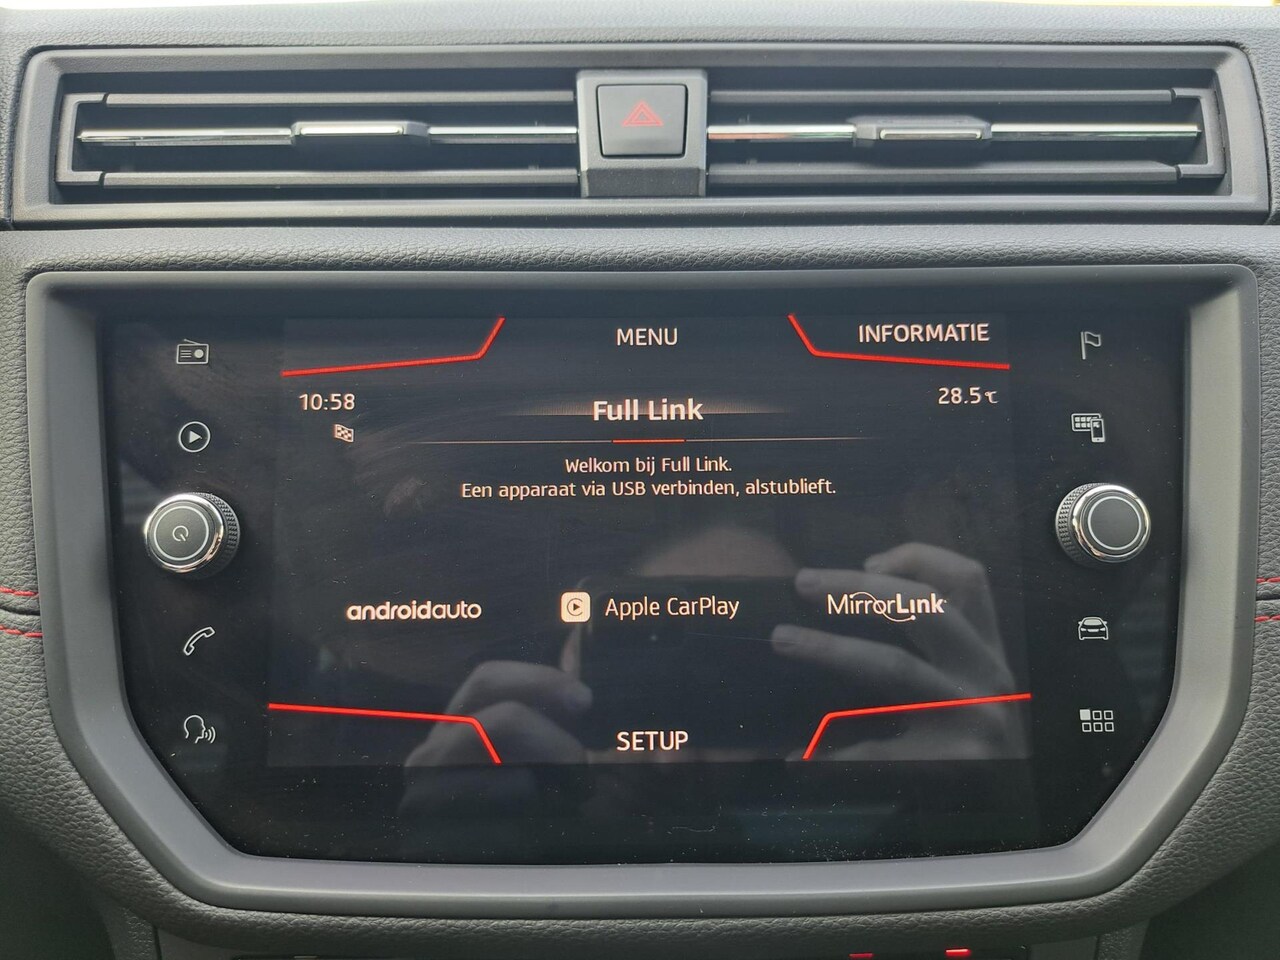 MENU
INFORMATIE
10:58
28.5℃
Full Link
Welkom bij Full Link.
Een apparaat via USB verbinden, alstublieft.
androidauto
Apple CarPlay
MirrorLink
SETUP